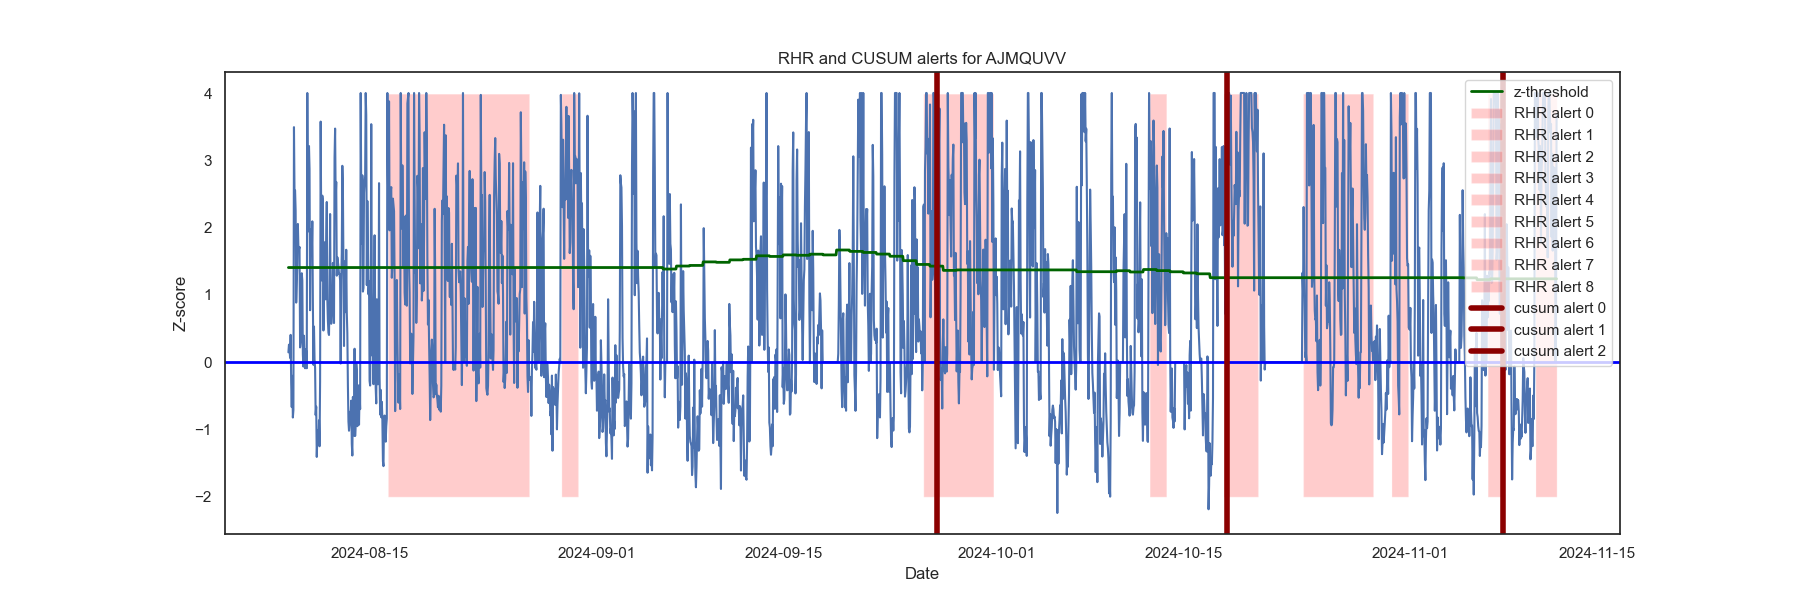 RHR and CUSUM alerts for AJMQUVV
4
3
2
1
0
−1
−2
Z-score
z-threshold
RHR alert 0
RHR alert 1
RHR alert 2
RHR alert 3
RHR alert 4
RHR alert 5
RHR alert 6
RHR alert 7
RHR alert 8
cusum alert 0
cusum alert 1
cusum alert 2
2024-08-15
2024-09-01
2024-09-15
2024-10-01
2024-10-15
2024-11-01
2024-11-15
Date